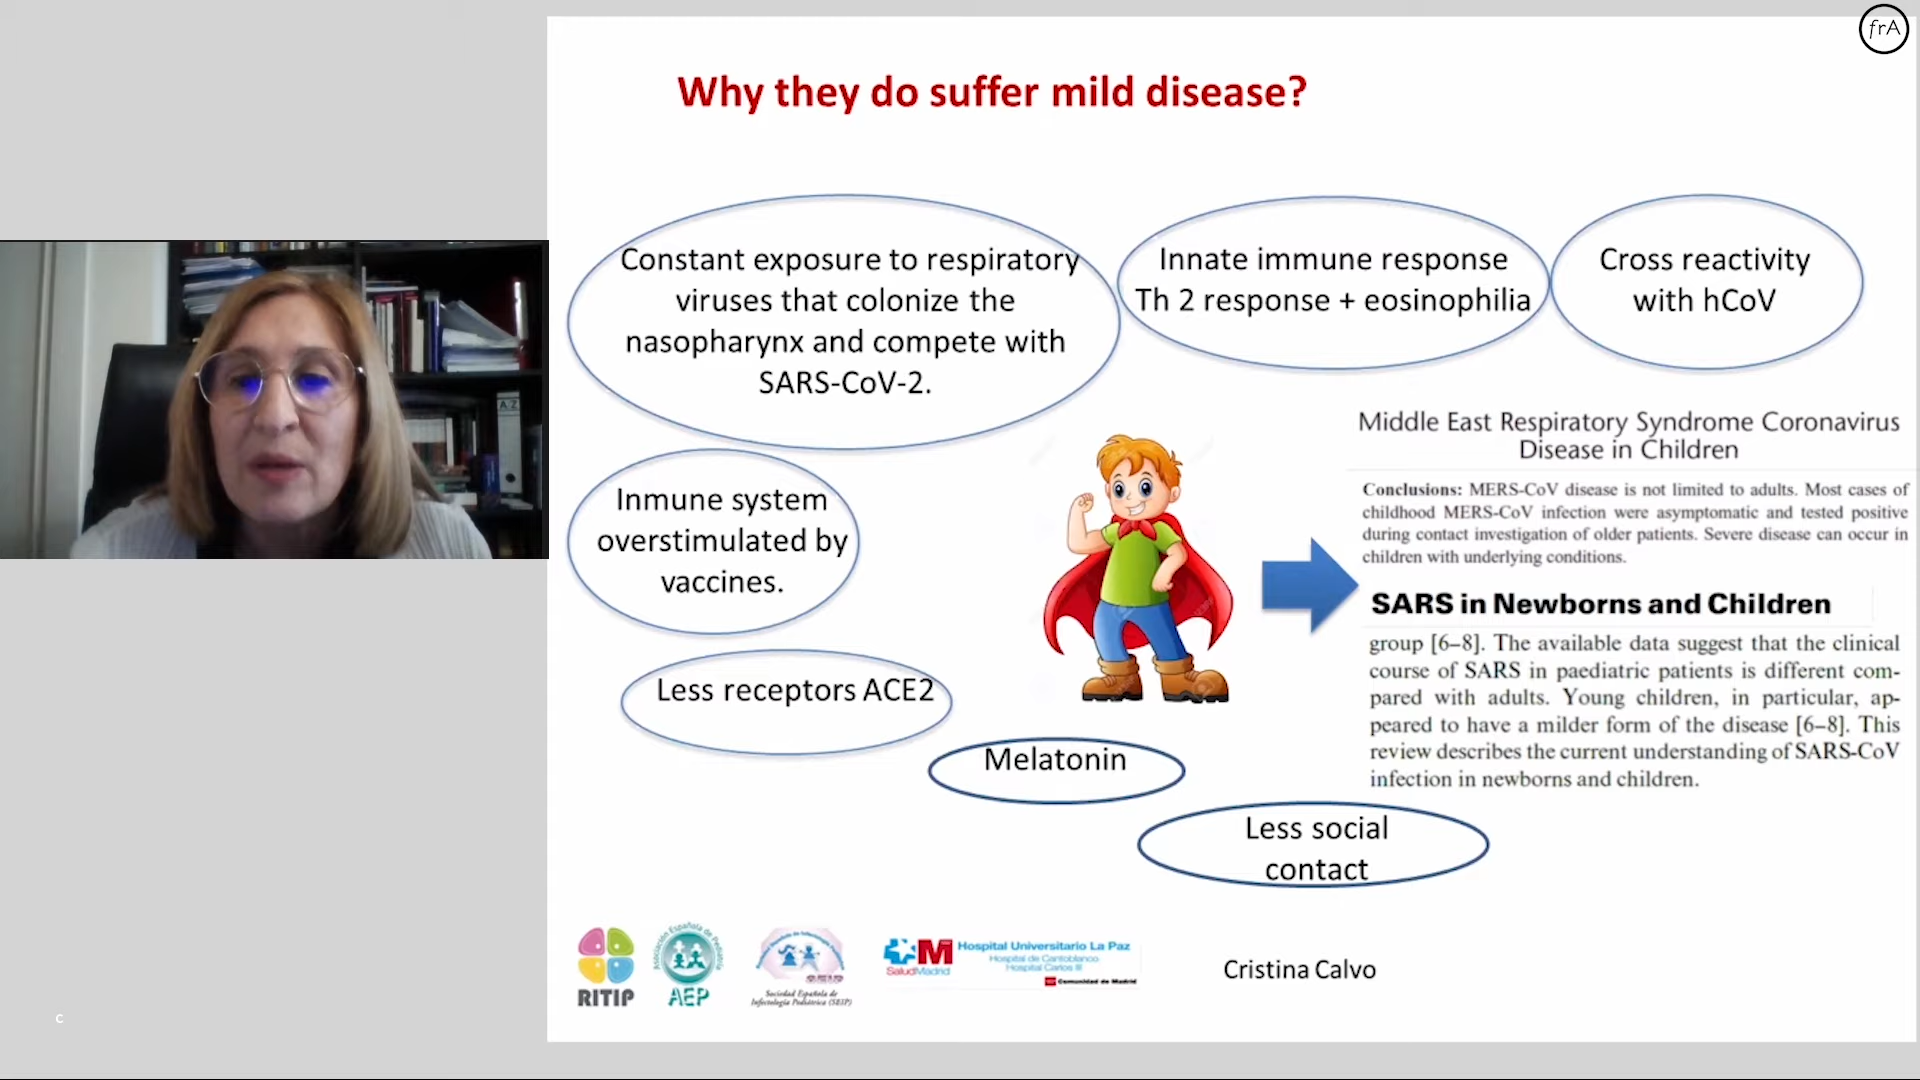 frA
Why they do suffer mild disease?
Constant exposure to respiratory
viruses that colonize the
nasopharynx and compete with
SARS-CoV-2.
Innate immune response
Th 2 response + eosinophilia
Cross reactivity
with hCoV
Middle East Respiratory Syndrome Coronavirus
Disease in Children
Conclusions: MERS-CoV disease is not limited to adults. Most cases of
childhood MERS-CoV infection were asymptomatic and tested positive
during contact investigation of older patients. Severe disease can occur in
children with underlying conditions.
Inmune system
overstimulated by
vaccines.
SARS in Newborns and Children
group [6–8]. The available data suggest that the clinical
course of SARS in paediatric patients is different com-
pared with adults. Young children, in particular, ap-
peared to have a milder form of the disease [6–8]. This
review describes the current understanding of SARS-CoV
infection in newborns and children.
Less receptors ACE2
Melatonin
Less social
contact
RITIP
Asociación Española de Pediatría
AEP
Sociedad Española de
Infectología Pediátrica (SEIP)
SaludMadrid
Hospital Universitario La Paz
Hospital de Cantoblanco
Hospital Carlos III
Comunidad de Madrid
Cristina Calvo
A-Z
c